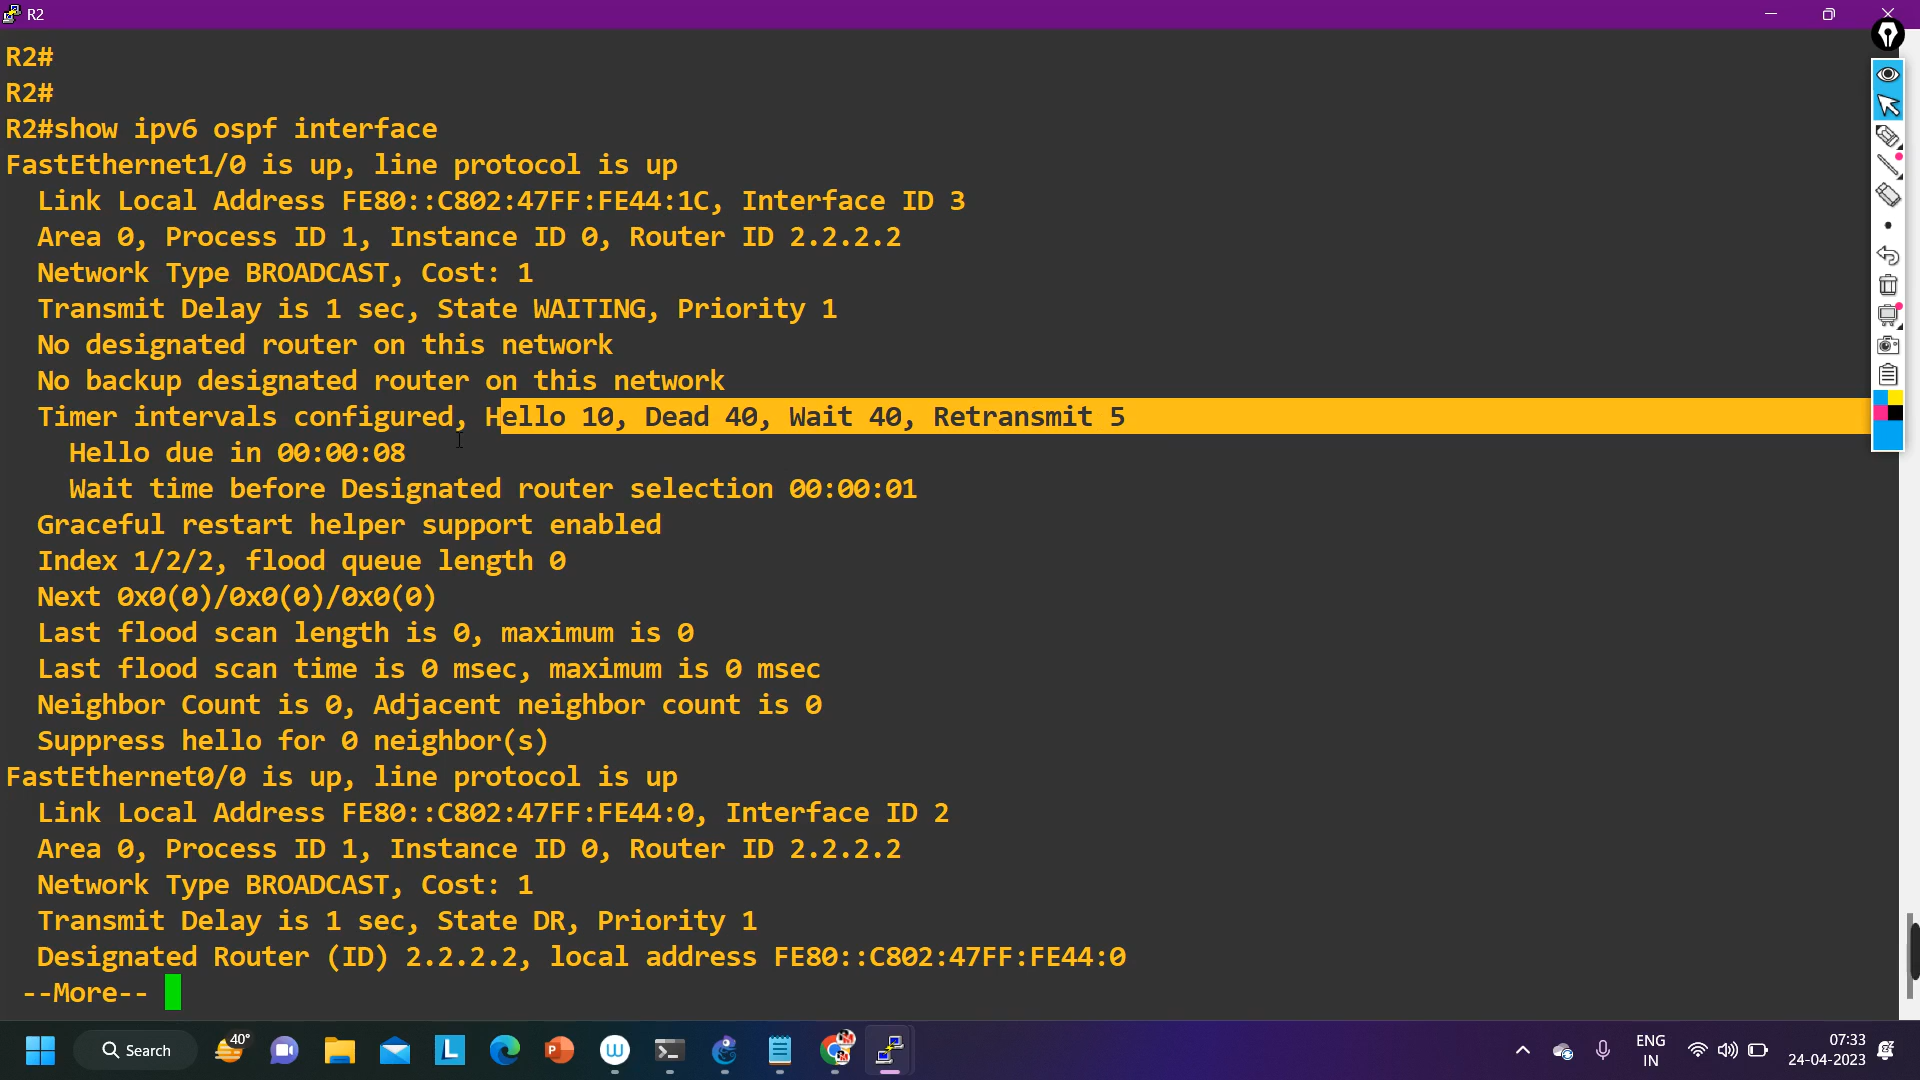 R2
R2#
R2#
R2#show ipv6 ospf interface
FastEthernet1/0 is up, line protocol is up
  Link Local Address FE80::C802:47FF:FE44:1C, Interface ID 3
  Area 0, Process ID 1, Instance ID 0, Router ID 2.2.2.2
  Network Type BROADCAST, Cost: 1
  Transmit Delay is 1 sec, State WAITING, Priority 1
  No designated router on this network
  No backup designated router on this network
  Timer intervals configured, Hello 10, Dead 40, Wait 40, Retransmit 5
    Hello due in 00:00:08
    Wait time before Designated router selection 00:00:01
  Graceful restart helper support enabled
  Index 1/2/2, flood queue length 0
  Next 0x0(0)/0x0(0)/0x0(0)
  Last flood scan length is 0, maximum is 0
  Last flood scan time is 0 msec, maximum is 0 msec
  Neighbor Count is 0, Adjacent neighbor count is 0
  Suppress hello for 0 neighbor(s)
FastEthernet0/0 is up, line protocol is up
  Link Local Address FE80::C802:47FF:FE44:0, Interface ID 2
  Area 0, Process ID 1, Instance ID 0, Router ID 2.2.2.2
  Network Type BROADCAST, Cost: 1
  Transmit Delay is 1 sec, State DR, Priority 1
  Designated Router (ID) 2.2.2.2, local address FE80::C802:47FF:FE44:0
 --More--
Search
40°
L
P
W
ENG
IN
07:33
24-04-2023